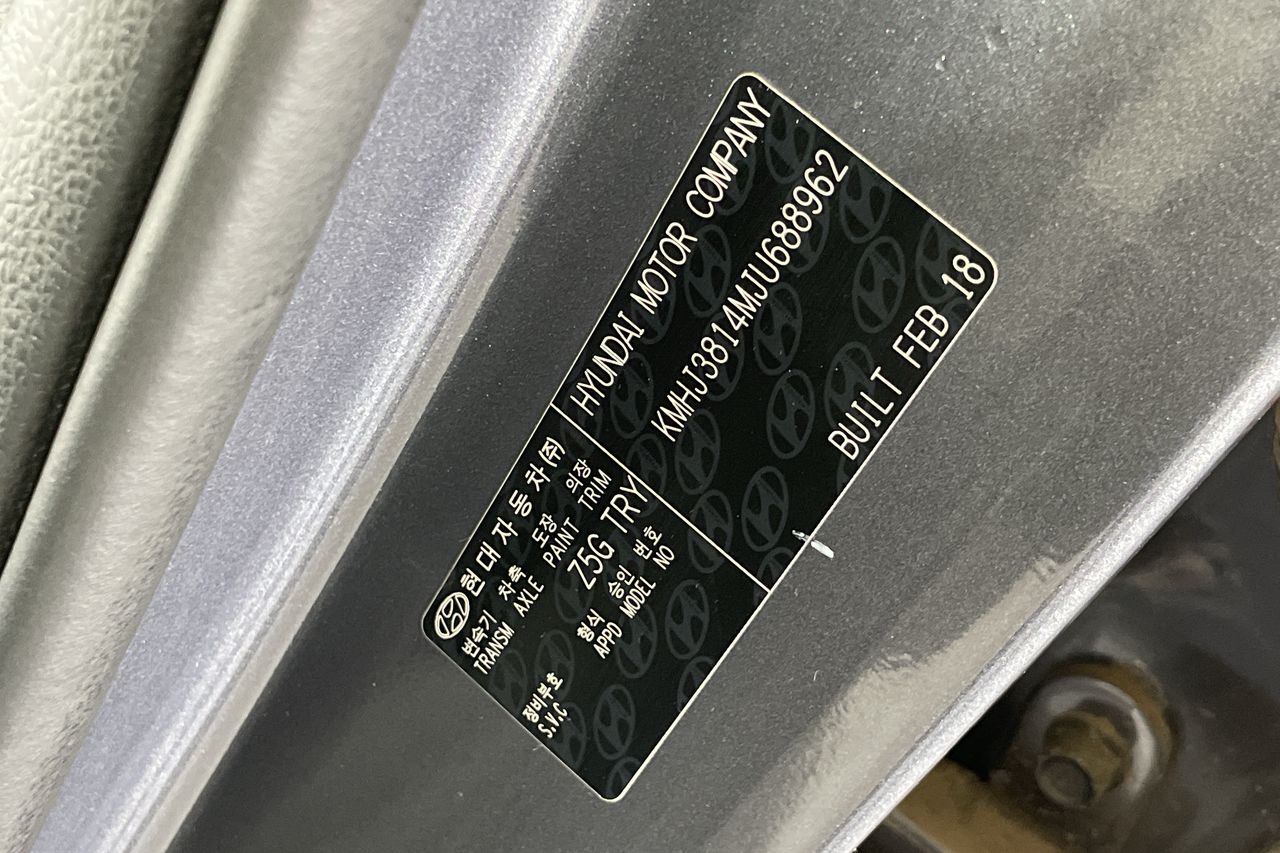 현대자동차(주)
변속기 차축 도장 의장
TRANSM AXLE PAINT TRIM
Z5G TRY
형식 승인 번호
APPD MODEL NO
정비부호
S.V.C
HYUNDAI MOTOR COMPANY
KMHJ3814MJU688962
BUILT FEB 18